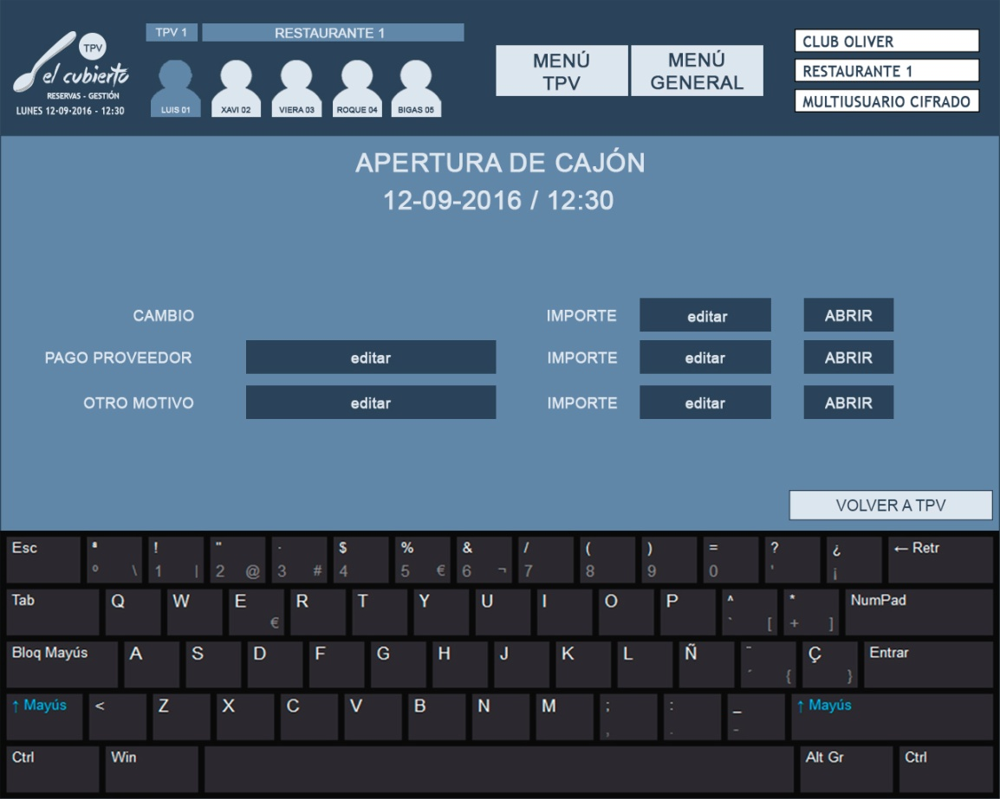 TPV
el cubierto
RESERVAS - GESTIÓN
LUNES 12-09-2016 - 12:30
TPV 1
RESTAURANTE 1
LUIS 01
XAVI 02
VIERA 03
ROQUE 04
BIGAS 05
MENÚ
TPV
MENÚ
GENERAL
CLUB OLIVER
RESTAURANTE 1
MULTIUSUARIO CIFRADO
APERTURA DE CAJÓN
12-09-2016 / 12:30
CAMBIO IMPORTE editar ABRIR
PAGO PROVEEDOR editar IMPORTE editar ABRIR
OTRO MOTIVO editar IMPORTE editar ABRIR
VOLVER A TPV
Esc ª ! " · $ % & / ( ) = ? ¿ ← Retr
º \ 1 | 2 @ 3 # 4 5 € 6 ¬ 7 8 9 0 ' ¡
Tab Q W E R T Y U I O P ^ * NumPad
€ ` [ + ]
Bloq Mayús A S D F G H J K L Ñ ¨ Ç Entrar
´ { }
↑ Mayús < Z X C V B N M ; : _ ↑ Mayús
, . -
Ctrl Win Alt Gr Ctrl